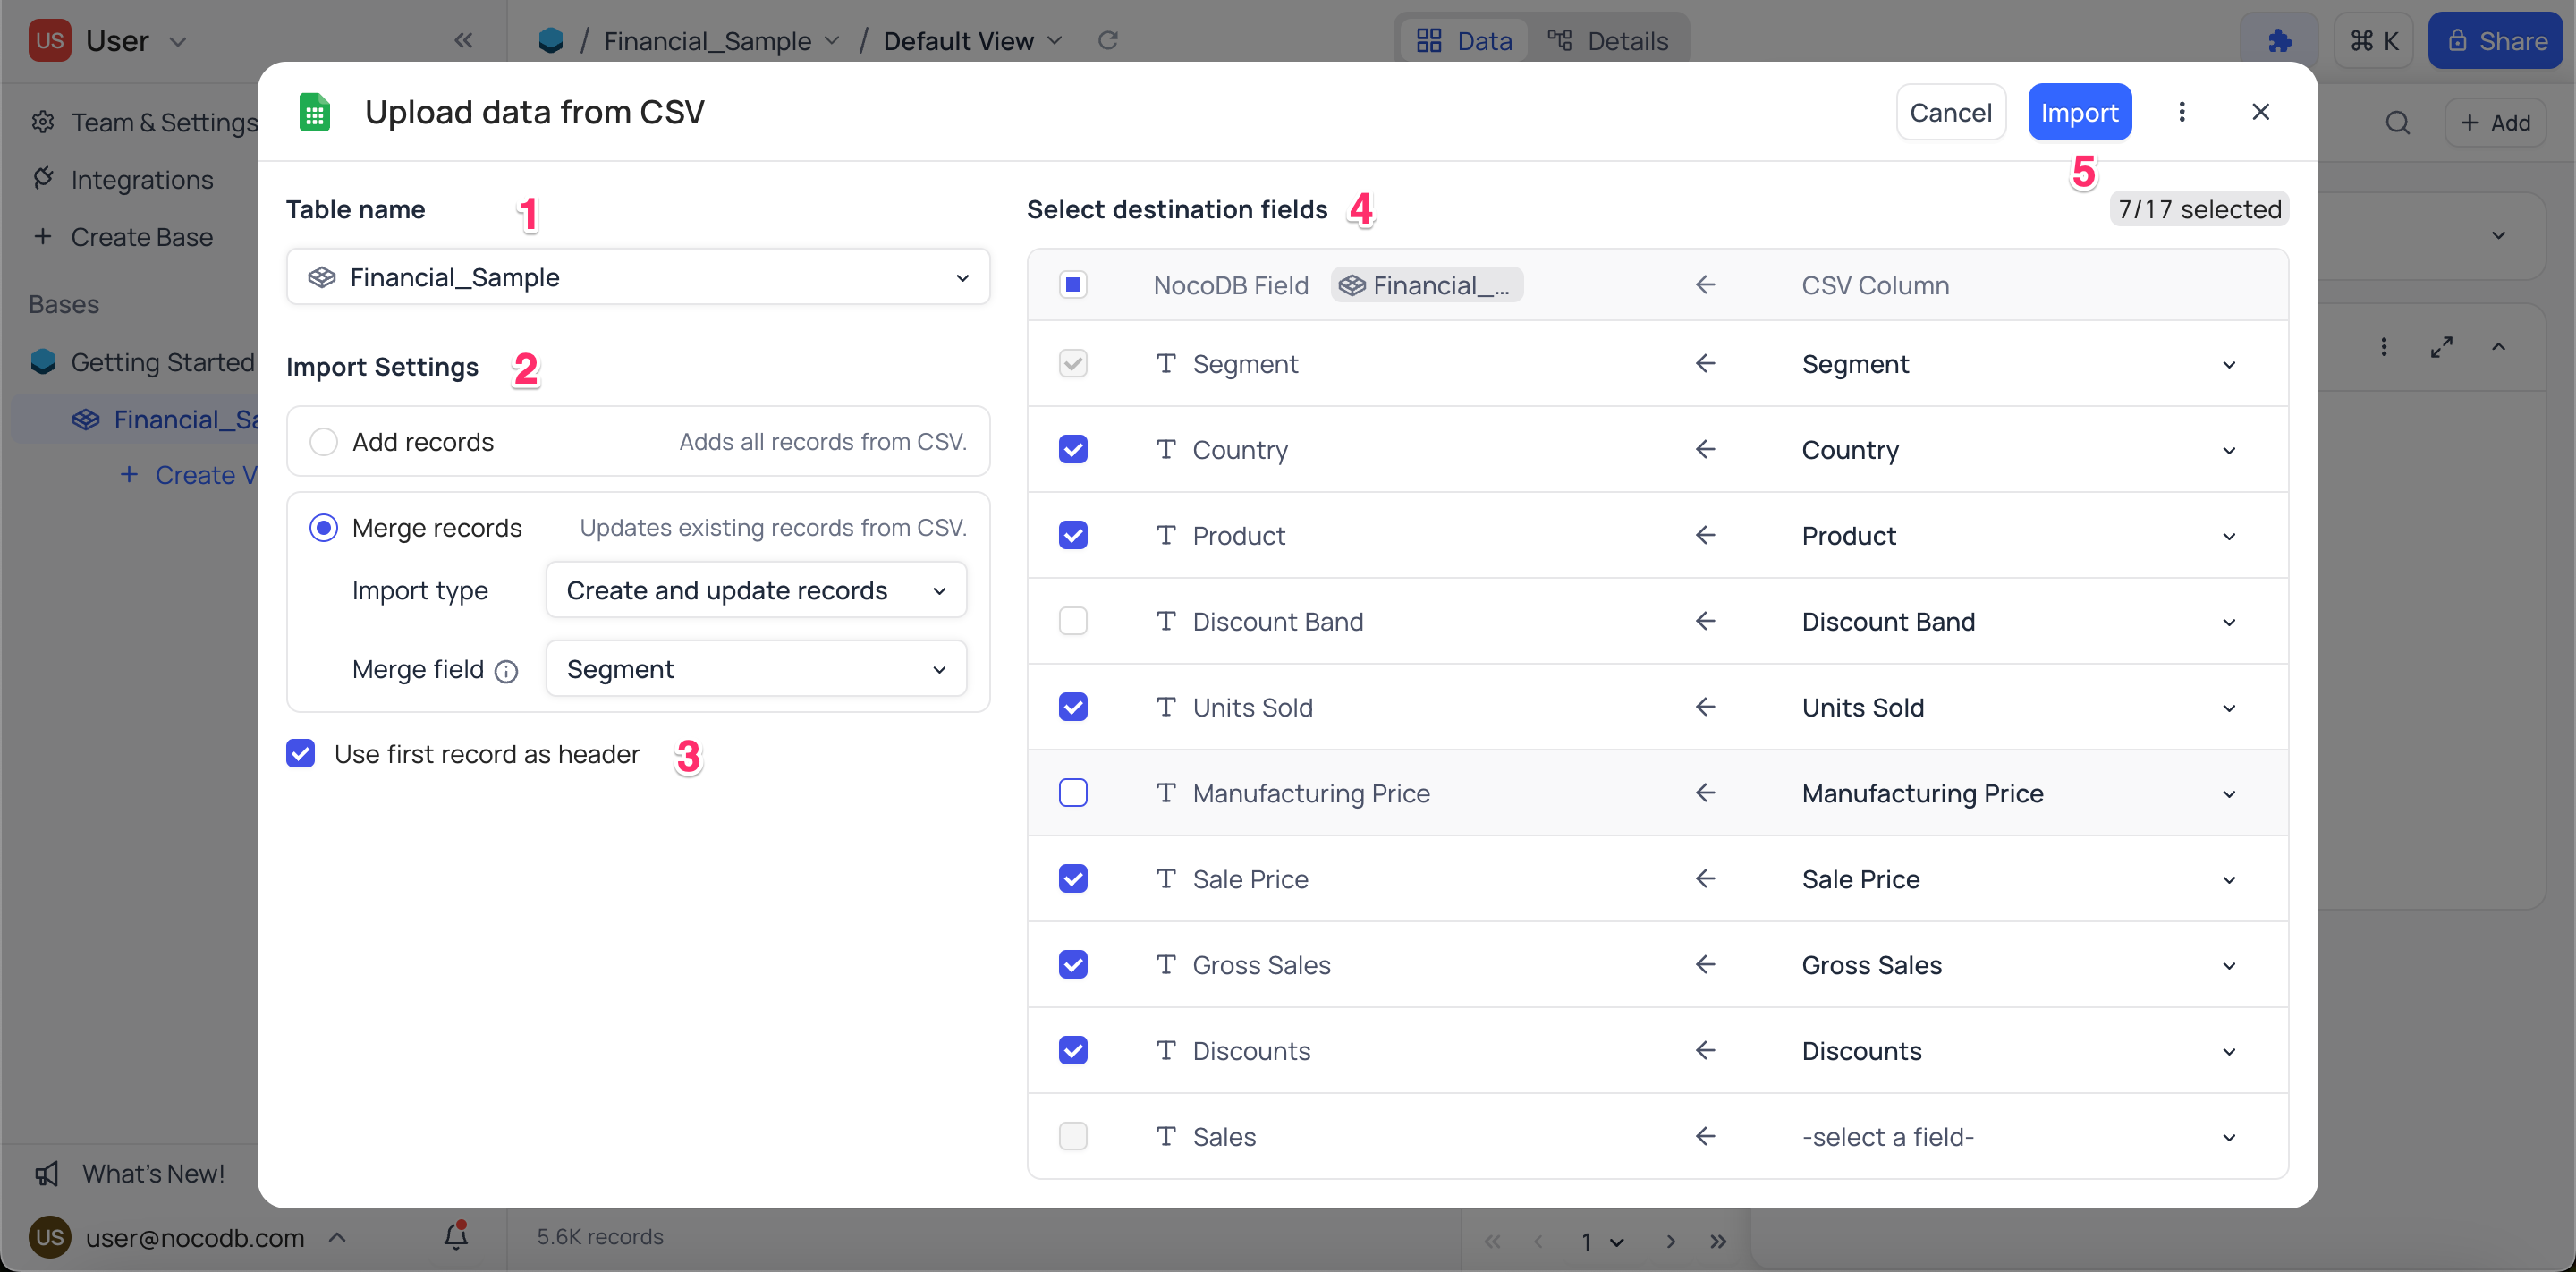 US User / Financial_Sample / Default View Data Details ⌘ K Share
Upload data from CSV Cancel Import
5
Team & Settings
Integrations
Create Base
Bases
Getting Started
Financial_Sa
+ Create V
+ Add
Table name 1
Financial_Sample
Import Settings 2
Add records Adds all records from CSV.
Merge records Updates existing records from CSV.
Import type Create and update records
Merge field Segment
Use first record as header 3
Select destination fields 4 7/17 selected
NocoDB Field Financial_... ← CSV Column
T Segment ← Segment
T Country ← Country
T Product ← Product
T Discount Band ← Discount Band
T Units Sold ← Units Sold
T Manufacturing Price ← Manufacturing Price
T Sale Price ← Sale Price
T Gross Sales ← Gross Sales
T Discounts ← Discounts
T Sales ← -select a field-
What's New!
US user@nocodb.com
5.6K records 1